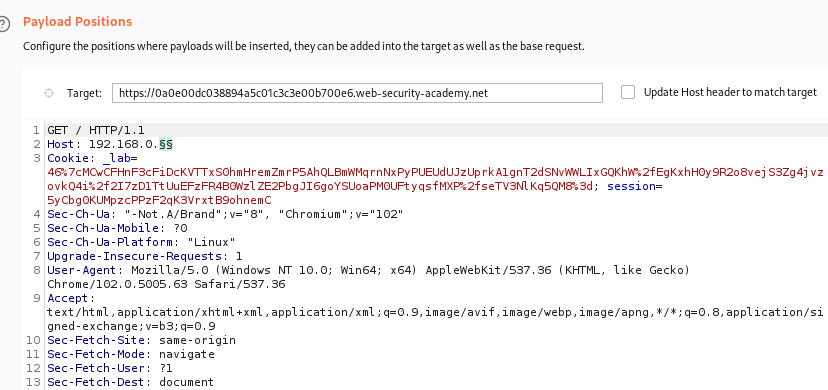 Payload Positions
Configure the positions where payloads will be inserted, they can be added into the target as well as the base request.
Target: https://0a0e00dc038894a5c01c3c3e00b700e6.web-security-academy.net Update Host header to match target
1 GET / HTTP/1.1
2 Host: 192.168.0.§§
3 Cookie: _lab=
46%7cMCwCFHnF3cFiDcKVTTxS0hmHremZmrP5AhQLBmWMqrnNxPyPUEUdUJzUprkA1gnT2dSNvWWLIxGQKhW%2fEgKxhH0y9R2o8vejS3Zg4jvz
ovkQ4i%2f2I7zD1TtUuEFzFR4B0WzlZE2PbgJI6goYSUoaPM0UFtyqsfMXP%2fseTV3NlKq5QM8%3d; session=
5yCbg0KUMpzcPPzF2qK3VrxtB9ohnemC
4 Sec-Ch-Ua: "-Not.A/Brand";v="8", "Chromium";v="102"
5 Sec-Ch-Ua-Mobile: ?0
6 Sec-Ch-Ua-Platform: "Linux"
7 Upgrade-Insecure-Requests: 1
8 User-Agent: Mozilla/5.0 (Windows NT 10.0; Win64; x64) AppleWebKit/537.36 (KHTML, like Gecko)
Chrome/102.0.5005.63 Safari/537.36
9 Accept:
text/html,application/xhtml+xml,application/xml;q=0.9,image/avif,image/webp,image/apng,*/*;q=0.8,application/si
gned-exchange;v=b3;q=0.9
10 Sec-Fetch-Site: same-origin
11 Sec-Fetch-Mode: navigate
12 Sec-Fetch-User: ?1
13 Sec-Fetch-Dest: document